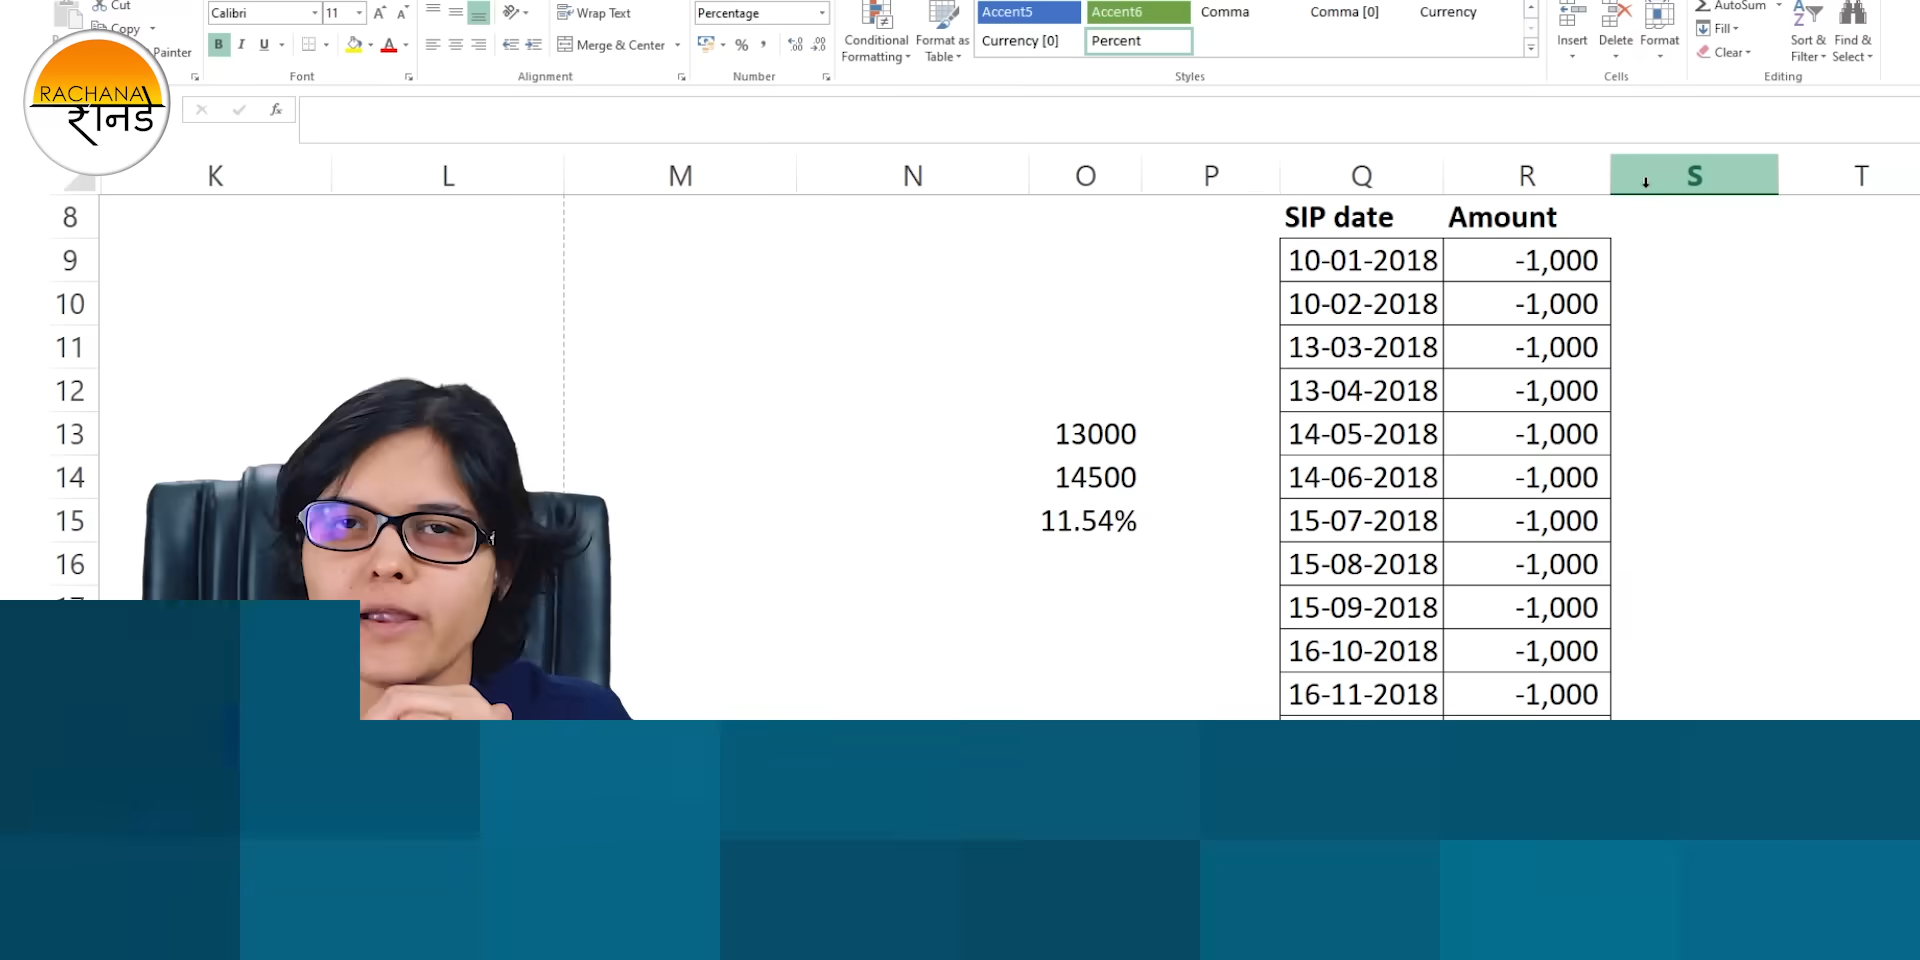 Cut
Copy
Painter
Calibri 11
B I U
Font
Wrap Text
Merge & Center
Alignment
Percentage
%
Number
Conditional Formatting
Format as Table
Accent5 Accent6 Comma Comma [0] Currency
Currency [0] Percent
Styles
Insert Delete Format
Cells
AutoSum
Fill
Clear
Sort & Filter
Find & Select
Editing
RACHANA
रानडे
fx
K L M N O P Q R S T
8 SIP date Amount
9 10-01-2018 -1,000
10 10-02-2018 -1,000
11 13-03-2018 -1,000
12 13-04-2018 -1,000
13 13000 14-05-2018 -1,000
14 14500 14-06-2018 -1,000
15 11.54% 15-07-2018 -1,000
16 15-08-2018 -1,000
15-09-2018 -1,000
16-10-2018 -1,000
16-11-2018 -1,000